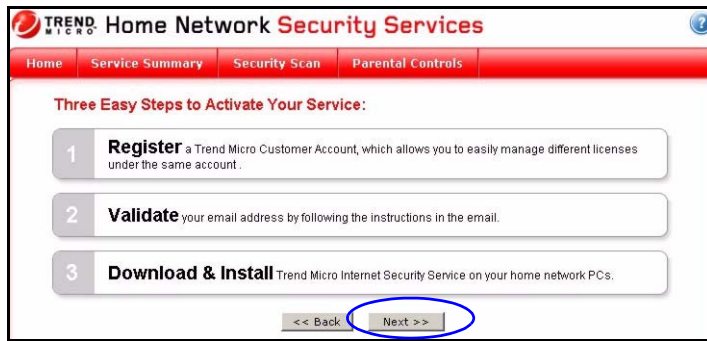 TREND MICRO Home Network Security Services
?
Home Service Summary Security Scan Parental Controls
Three Easy Steps to Activate Your Service:
1 Register a Trend Micro Customer Account, which allows you to easily manage different licenses
under the same account .
2 Validate your email address by following the instructions in the email.
3 Download & Install Trend Micro Internet Security Service on your home network PCs.
<< Back Next >>